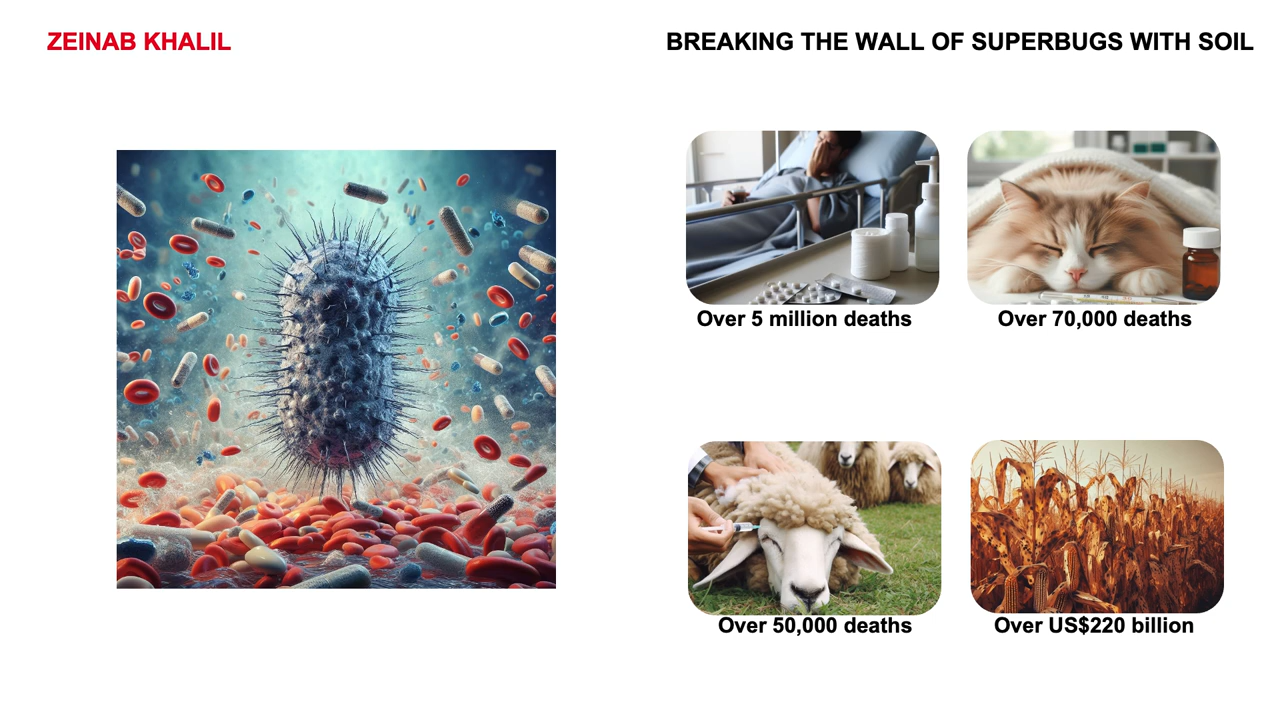 ZEINAB KHALIL
BREAKING THE WALL OF SUPERBUGS WITH SOIL
Over 5 million deaths
Over 70,000 deaths
Over 50,000 deaths
Over US$220 billion